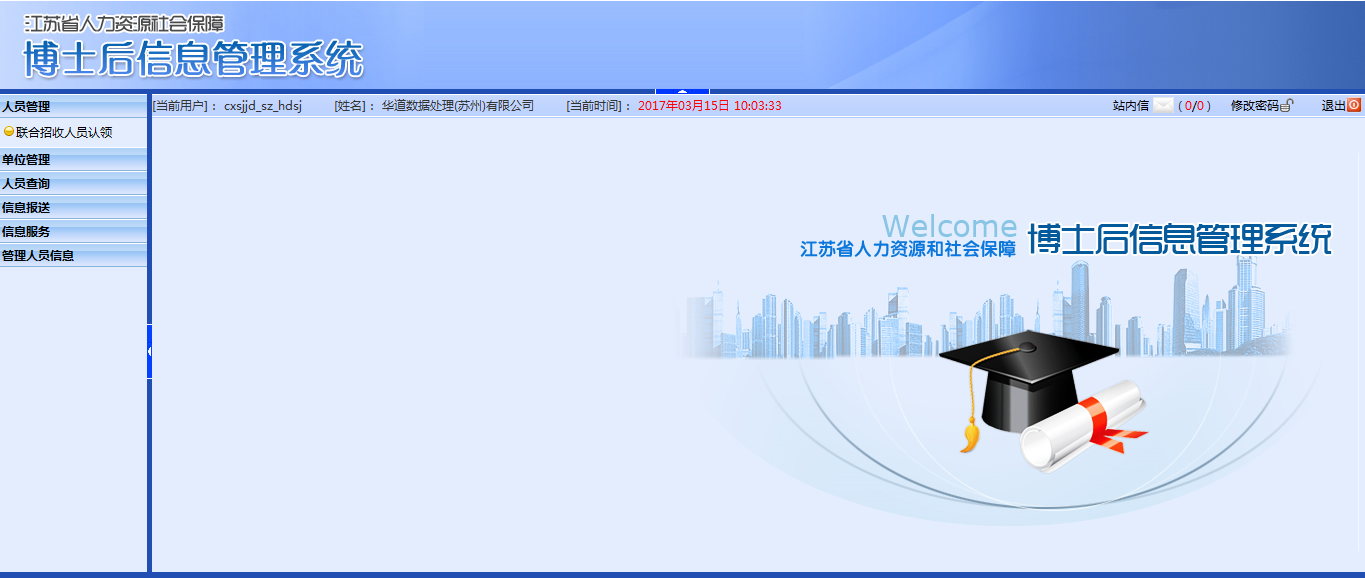 江苏省人力资源社会保障
博士后信息管理系统
[当前用户]： cxsjjd_sz_hdsj [姓名]： 华道数据处理(苏州)有限公司 [当前时间]： 2017年03月15日 10:03:33 站内信 ( 0/0 ) 修改密码 退出
人员管理
联合招收人员认领
单位管理
人员查询
信息报送
信息服务
管理人员信息
Welcome
江苏省人力资源和社会保障
博士后信息管理系统